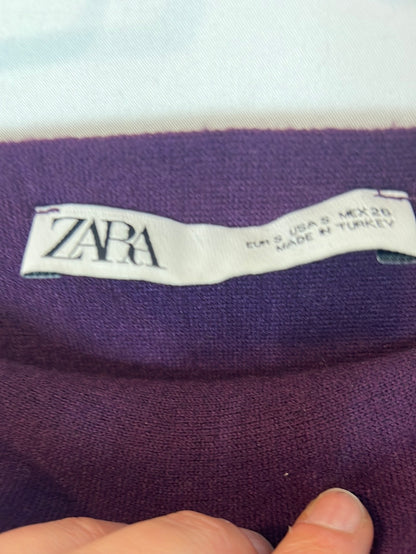 ZARA
EUR S USA S MEX 26
MADE IN TURKEY